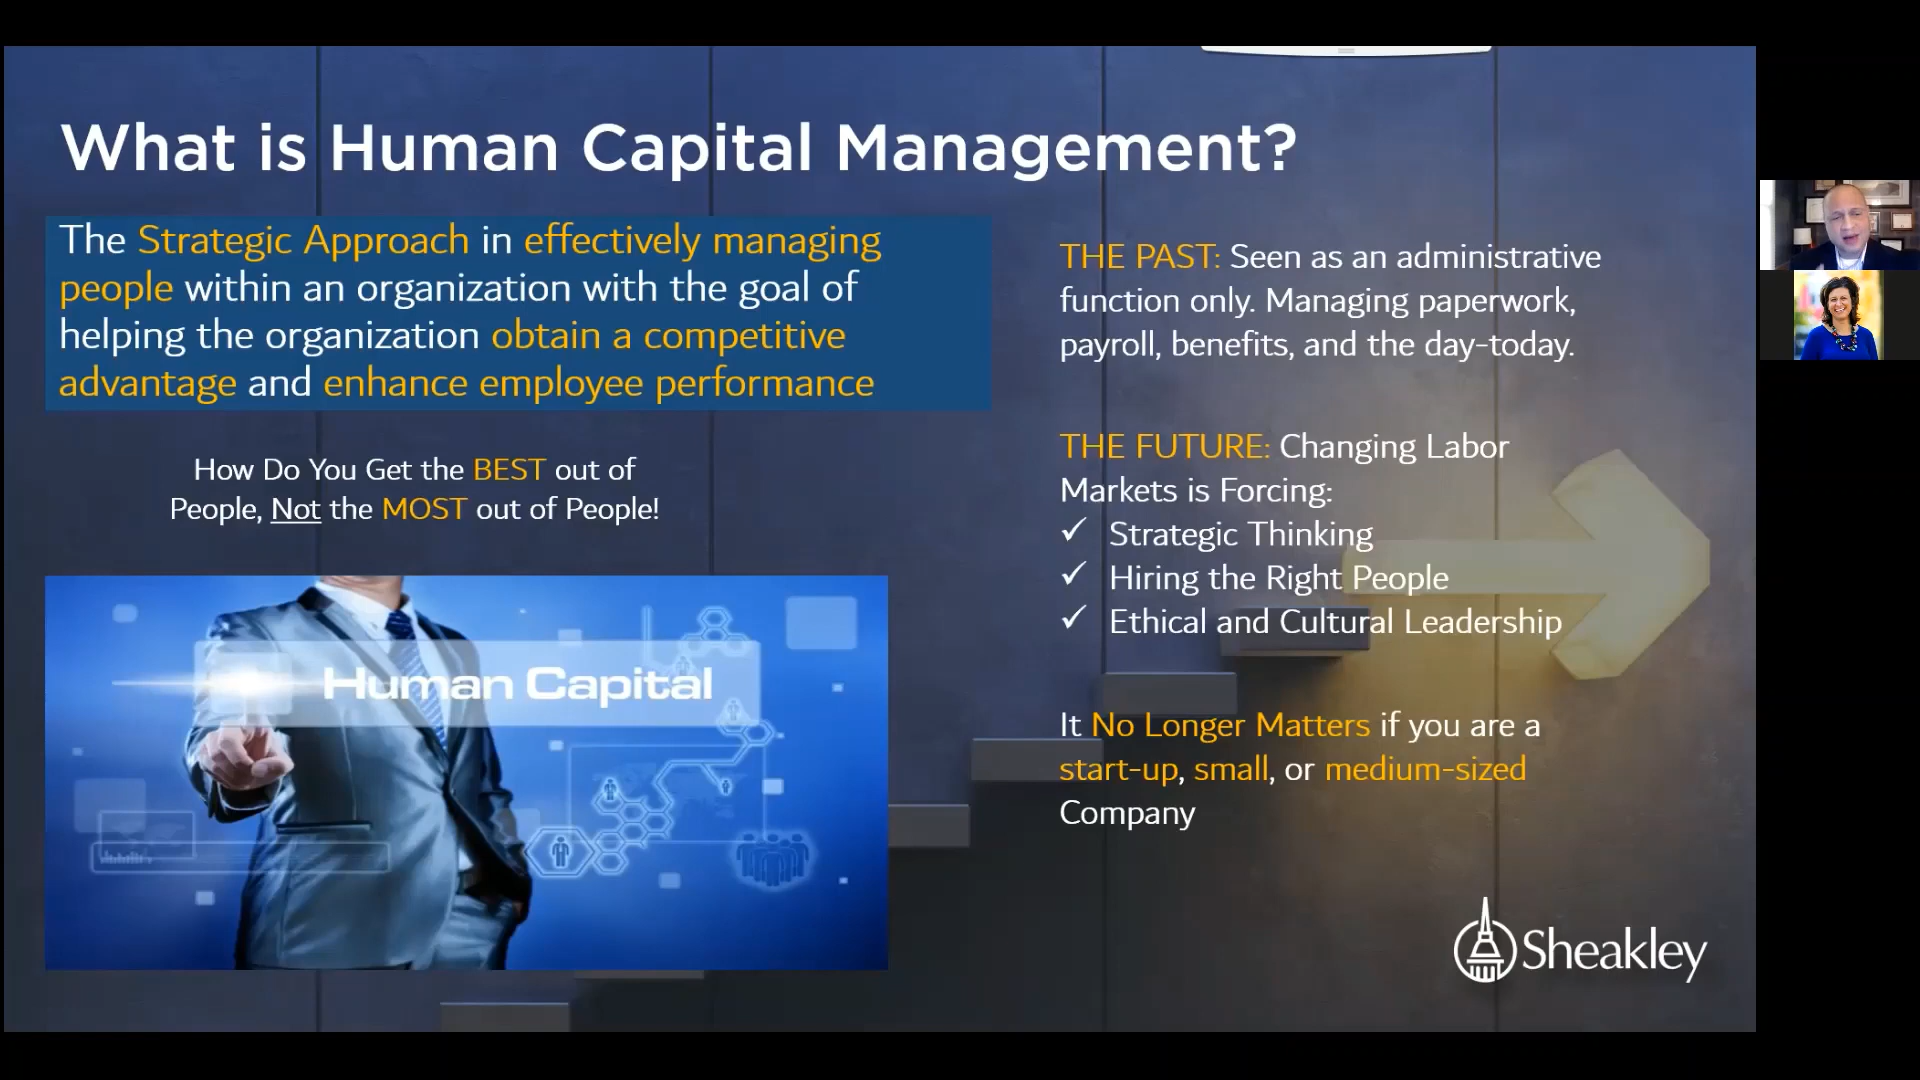 What is Human Capital Management?
The Strategic Approach in effectively managing
people within an organization with the goal of
helping the organization obtain a competitive
advantage and enhance employee performance
How Do You Get the BEST out of
People, Not the MOST out of People!
Human Capital
THE PAST: Seen as an administrative
function only. Managing paperwork,
payroll, benefits, and the day-today.
THE FUTURE: Changing Labor
Markets is Forcing:
✓ Strategic Thinking
✓ Hiring the Right People
✓ Ethical and Cultural Leadership
It No Longer Matters if you are a
start-up, small, or medium-sized
Company
Sheakley